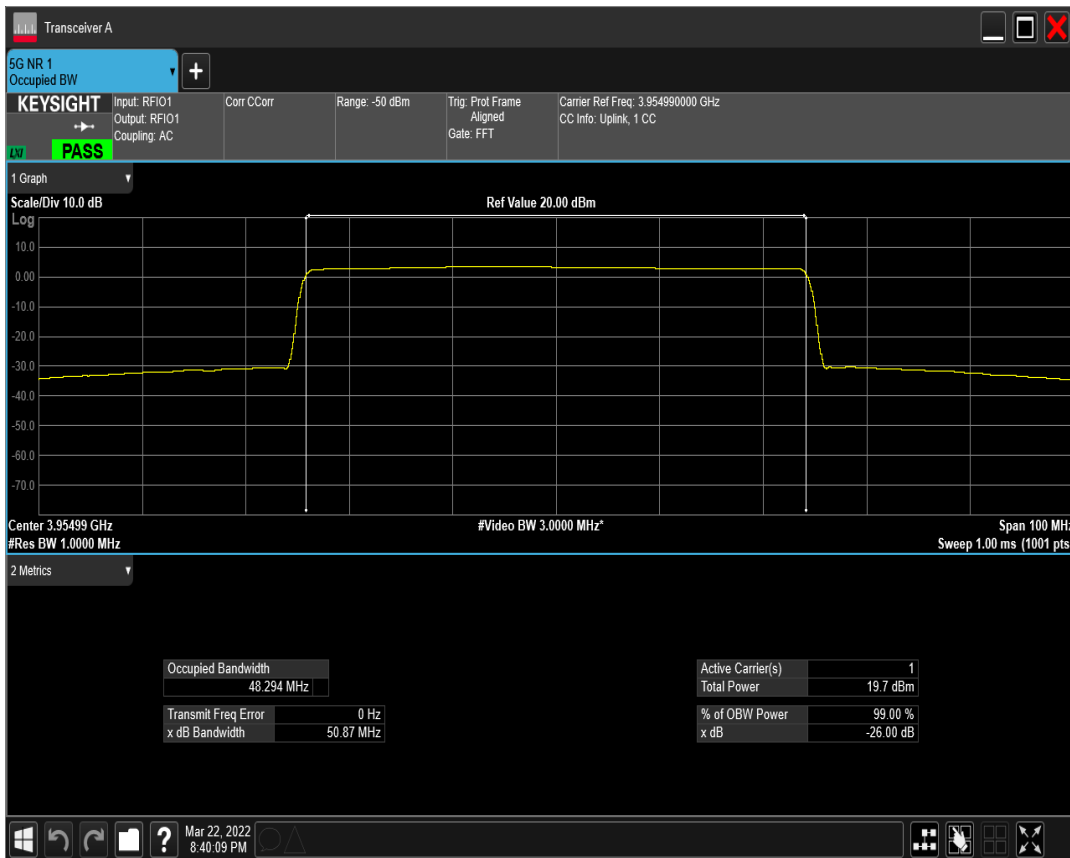 Transceiver A
5G NR 1
Occupied BW
+
KEYSIGHT
LXI
PASS
Input: RFIO1
Output: RFIO1
Coupling: AC
Corr CCorr
Range: -50 dBm
Trig: Prot Frame
Aligned
Gate: FFT
Carrier Ref Freq: 3.954990000 GHz
CC Info: Uplink, 1 CC
1 Graph
Scale/Div 10.0 dB
Ref Value 20.00 dBm
Log
10.0
0.00
-10.0
-20.0
-30.0
-40.0
-50.0
-60.0
-70.0
Center 3.95499 GHz
#Video BW 3.0000 MHz*
Span 100 MHz
#Res BW 1.0000 MHz
Sweep 1.00 ms (1001 pts
2 Metrics
Occupied Bandwidth
48.294 MHz
Transmit Freq Error 0 Hz
x dB Bandwidth 50.87 MHz
Active Carrier(s) 1
Total Power 19.7 dBm
% of OBW Power 99.00 %
x dB -26.00 dB
?
Mar 22, 2022
8:40:09 PM